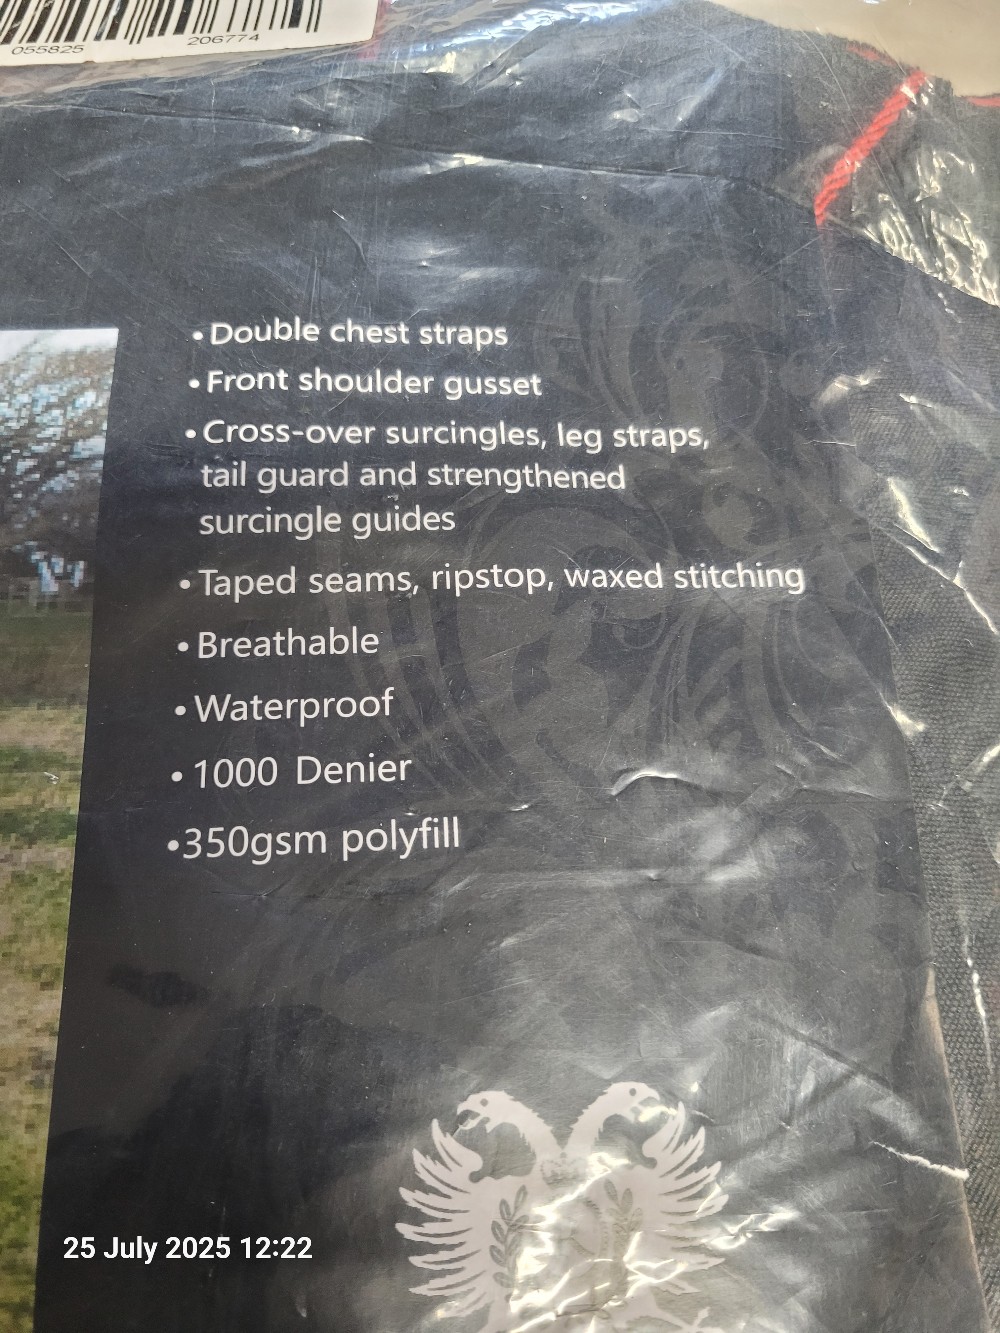 055825
206774
• Double chest straps
• Front shoulder gusset
• Cross-over surcingles, leg straps,
tail guard and strengthened
surcingle guides
• Taped seams, ripstop, waxed stitching
• Breathable
• Waterproof
• 1000 Denier
• 350gsm polyfill
25 July 2025 12:22